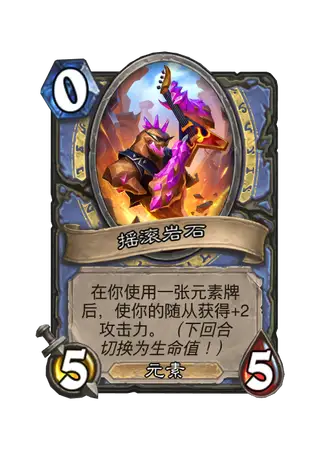 0
摇滚岩石
在你使用一张元素牌
后，使你的随从获得+2
攻击力。（下回合
切换为生命值！）
5
元素
5